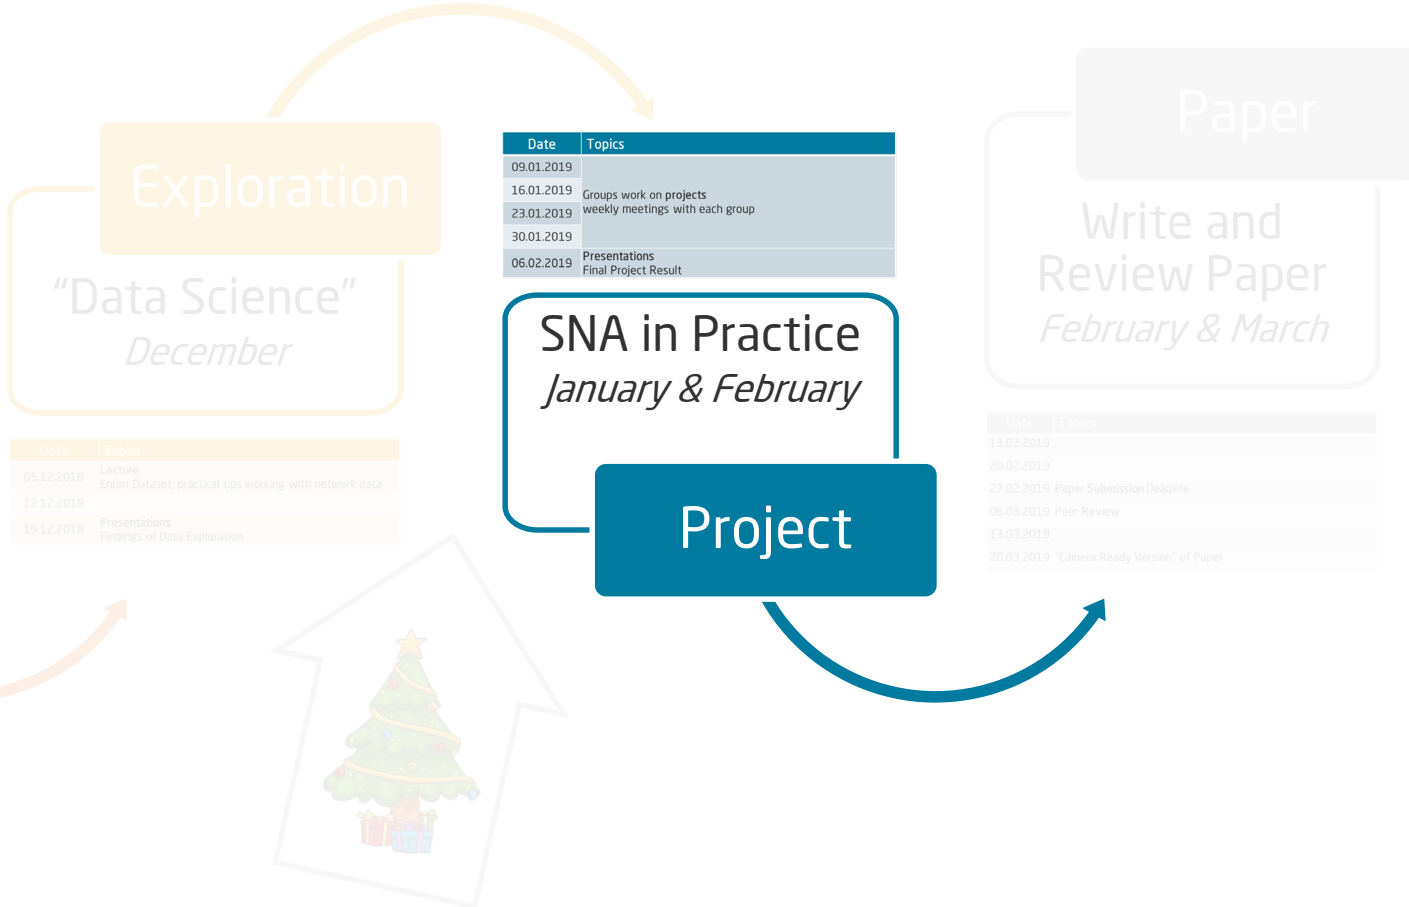 Exploration
"Data Science"
December
Date Topics
05.12.2018 Lecture
Enron Dataset, practical tips working with network data
12.12.2018
19.12.2018 Presentations
Findings of Data Exploration
Date Topics
09.01.2019
16.01.2019
23.01.2019
30.01.2019
Groups work on projects
weekly meetings with each group
06.02.2019 Presentations
Final Project Result
SNA in Practice
January & February
Project
Paper
Write and
Review Paper
February & March
Date Topics
13.02.2019
20.02.2019
27.02.2019 Paper Submission Deadline
06.03.2019 Peer Review
13.03.2019
20.03.2019 "Camera Ready Version" of Paper